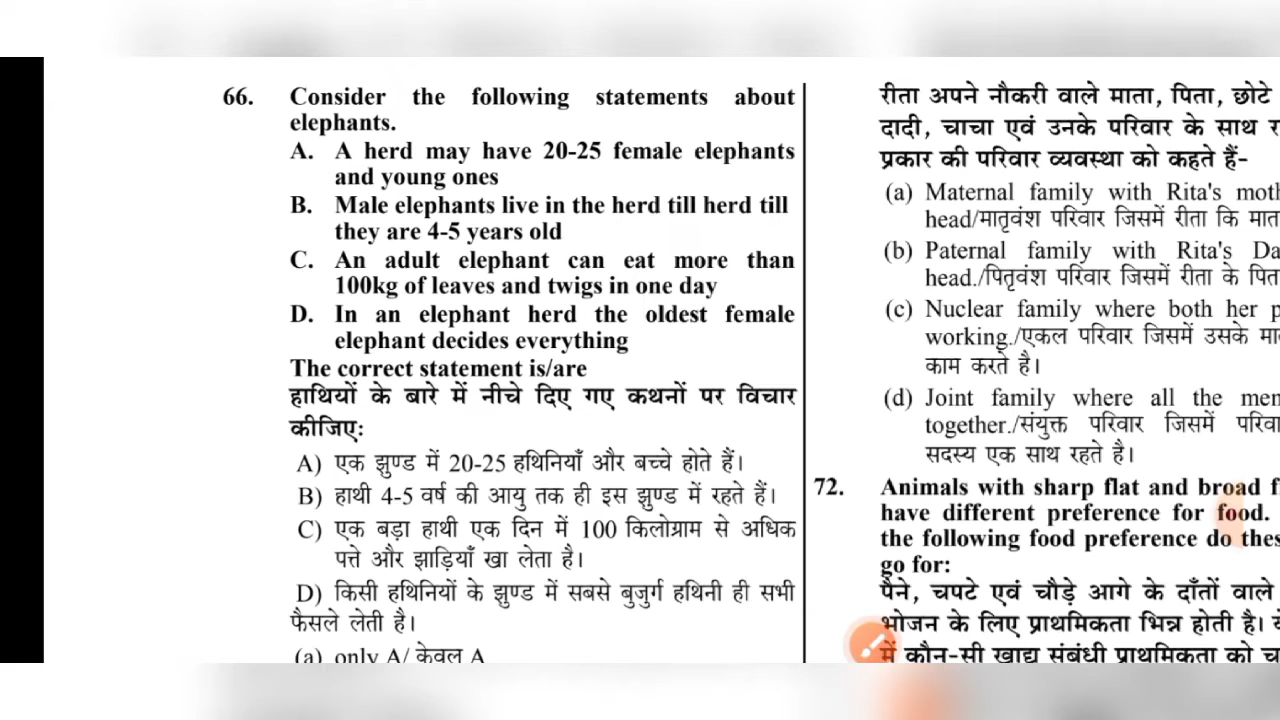 66. Consider the following statements about
elephants.
A. A herd may have 20-25 female elephants
and young ones
B. Male elephants live in the herd till herd till
they are 4-5 years old
C. An adult elephant can eat more than
100kg of leaves and twigs in one day
D. In an elephant herd the oldest female
elephant decides everything
The correct statement is/are
हाथियों के बारे में नीचे दिए गए कथनों पर विचार
कीजिएः
A) एक झुण्ड में 20-25 हथिनियाँ और बच्चे होते हैं।
B) हाथी 4-5 वर्ष की आयु तक ही इस झुण्ड में रहते हैं।
C) एक बड़ा हाथी एक दिन में 100 किलोग्राम से अधिक
पत्ते और झाड़ियाँ खा लेता है।
D) किसी हथिनियों के झुण्ड में सबसे बुजुर्ग हथिनी ही सभी
फैसले लेती है।
(a) only A/ केवल A
रीता अपने नौकरी वाले माता, पिता, छोटे
दादी, चाचा एवं उनके परिवार के साथ
प्रकार की परिवार व्यवस्था को कहते हैं-
(a) Maternal family with Rita's
head/मातृवंश परिवार जिसमें रीता कि
(b) Paternal family with Rita's
head./पितृवंश परिवार जिसमें रीता के
(c) Nuclear family where both her
working./एकल परिवार जिसमें उसके
काम करते है।
(d) Joint family where all the
together./संयुक्त परिवार जिसमें
सदस्य एक साथ रहते है।
72. Animals with sharp flat and broad
have different preference for food.
the following food preference do
go for:
पैने, चपटे एवं चौड़े आगे के दाँतों वाले
भोजन के लिए प्राथमिकता भिन्न होती है।
में कौन-सी खाद्य संबंधी प्राथमिकता को